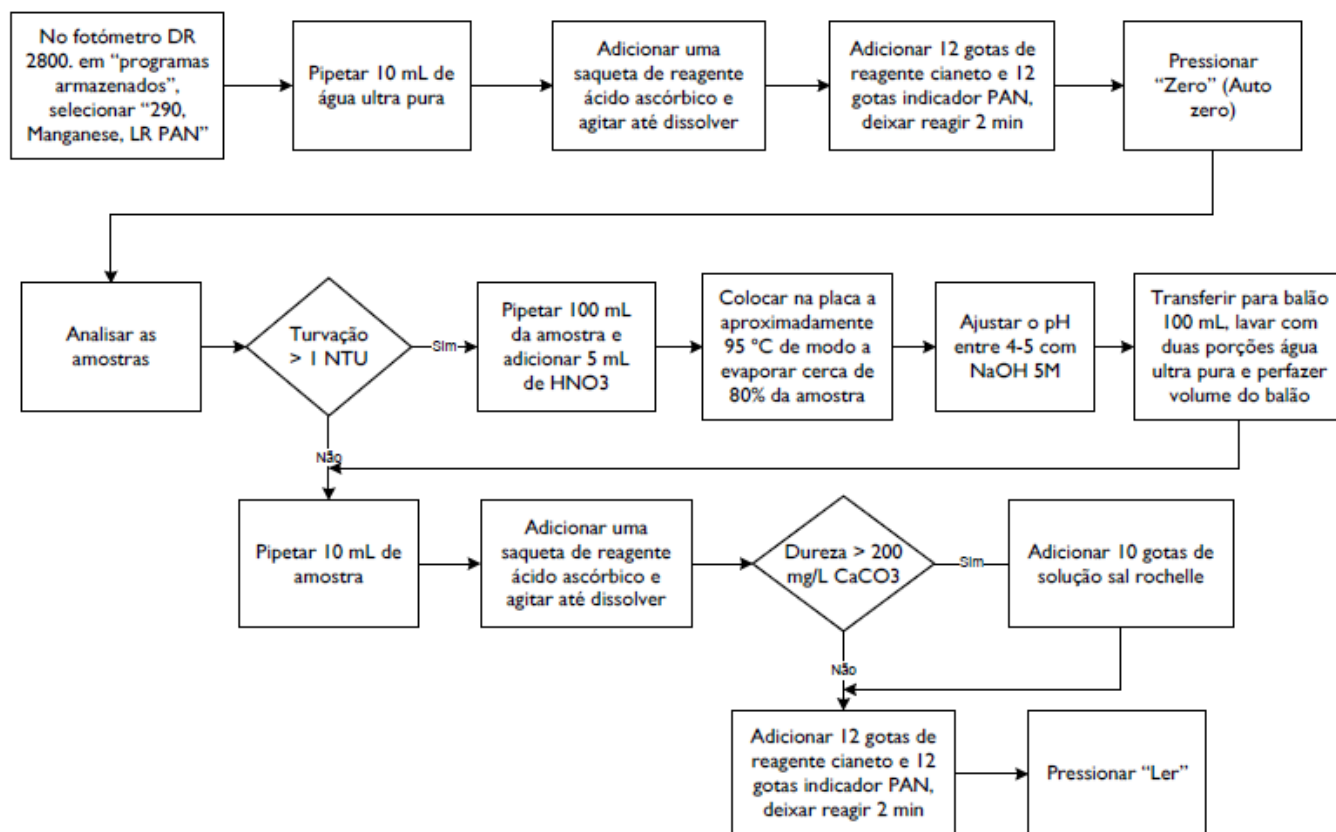 No fotómetro DR
2800. em “programas
armazenados”,
selecionar “290,
Manganese, LR PAN”
Pipetar 10 mL de
água ultra pura
Adicionar uma
saqueta de reagente
ácido ascórbico e
agitar até dissolver
Adicionar 12 gotas de
reagente cianeto e 12
gotas indicador PAN,
deixar reagir 2 min
Pressionar
“Zero” (Auto
zero)
Analisar as
amostras
Turvação
> 1 NTU
Sim
Pipetar 100 mL
da amostra e
adicionar 5 mL
de HNO3
Colocar na placa a
aproximadamente
95 ºC de modo a
evaporar cerca de
80% da amostra
Ajustar o pH
entre 4-5 com
NaOH 5M
Transferir para balão
100 mL, lavar com
duas porções água
ultra pura e perfazer
volume do balão
Não
Pipetar 10 mL de
amostra
Adicionar uma
saqueta de reagente
ácido ascórbico e
agitar até dissolver
Dureza > 200
mg/L CaCO3
Sim
Adicionar 10 gotas de
solução sal rochelle
Não
Adicionar 12 gotas de
reagente cianeto e 12
gotas indicador PAN,
deixar reagir 2 min
Pressionar “Ler”